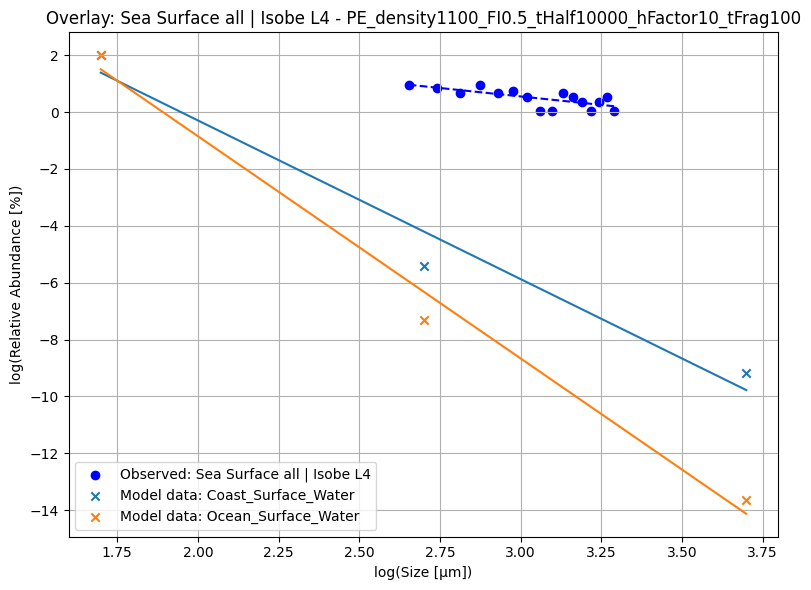 Overlay: Sea Surface all | Isobe L4 - PE_density1100_FI0.5_tHalf10000_hFactor10_tFrag100
log(Relative Abundance [%])
2
0
−2
−4
−6
−8
−10
−12
−14
Observed: Sea Surface all | Isobe L4
Model data: Coast_Surface_Water
Model data: Ocean_Surface_Water
1.75 2.00 2.25 2.50 2.75 3.00 3.25 3.50 3.75
log(Size [µm])